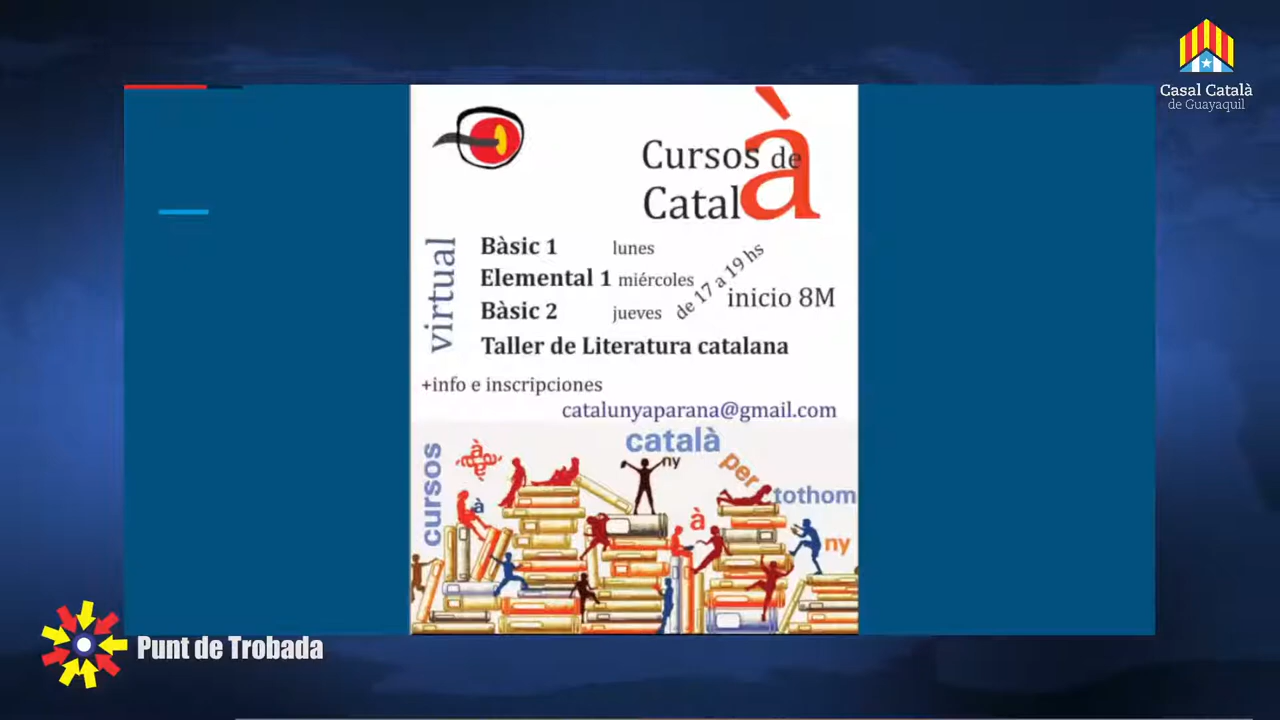 Casal Català
de Guayaquil
Cursos de
Català
virtual
Bàsic 1 lunes
Elemental 1 miércoles
Bàsic 2 jueves
de 17 a 19 hs
inicio 8M
Taller de Literatura catalana
+info e inscripciones
catalunyaparana@gmail.com
cursos
català
ny
per
tothom
à
à
ny
Punt de Trobada